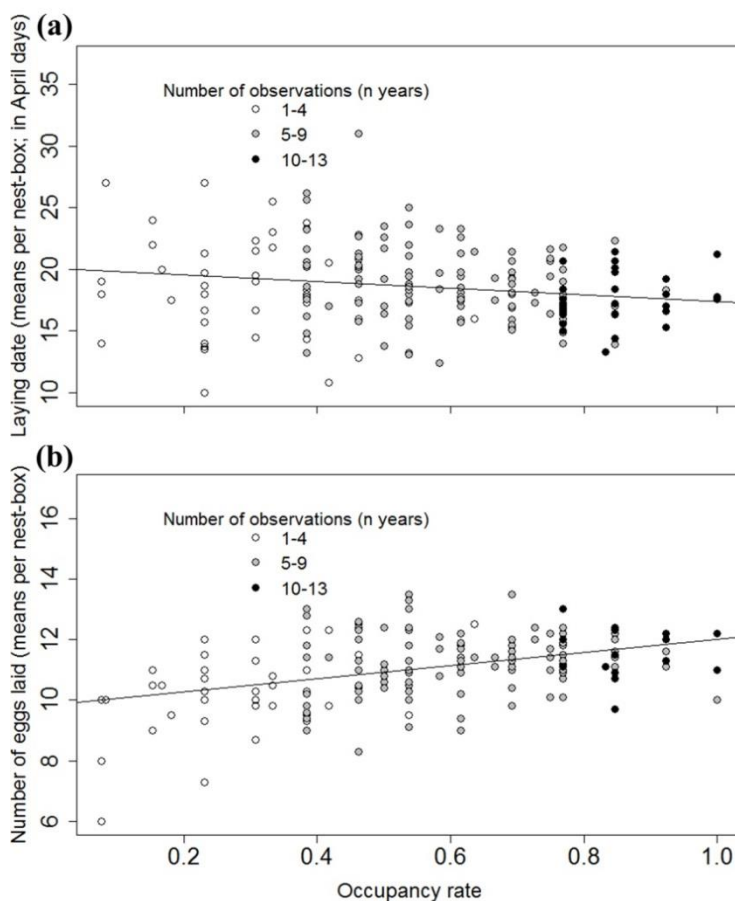 (a)
Laying date (means per nest-box; in April days)
35
30
25
20
15
10
Number of observations (n years)
1-4
5-9
10-13
(b)
Number of eggs laid (means per nest-box)
16
14
12
10
8
6
Number of observations (n years)
1-4
5-9
10-13
0.2 0.4 0.6 0.8 1.0
Occupancy rate